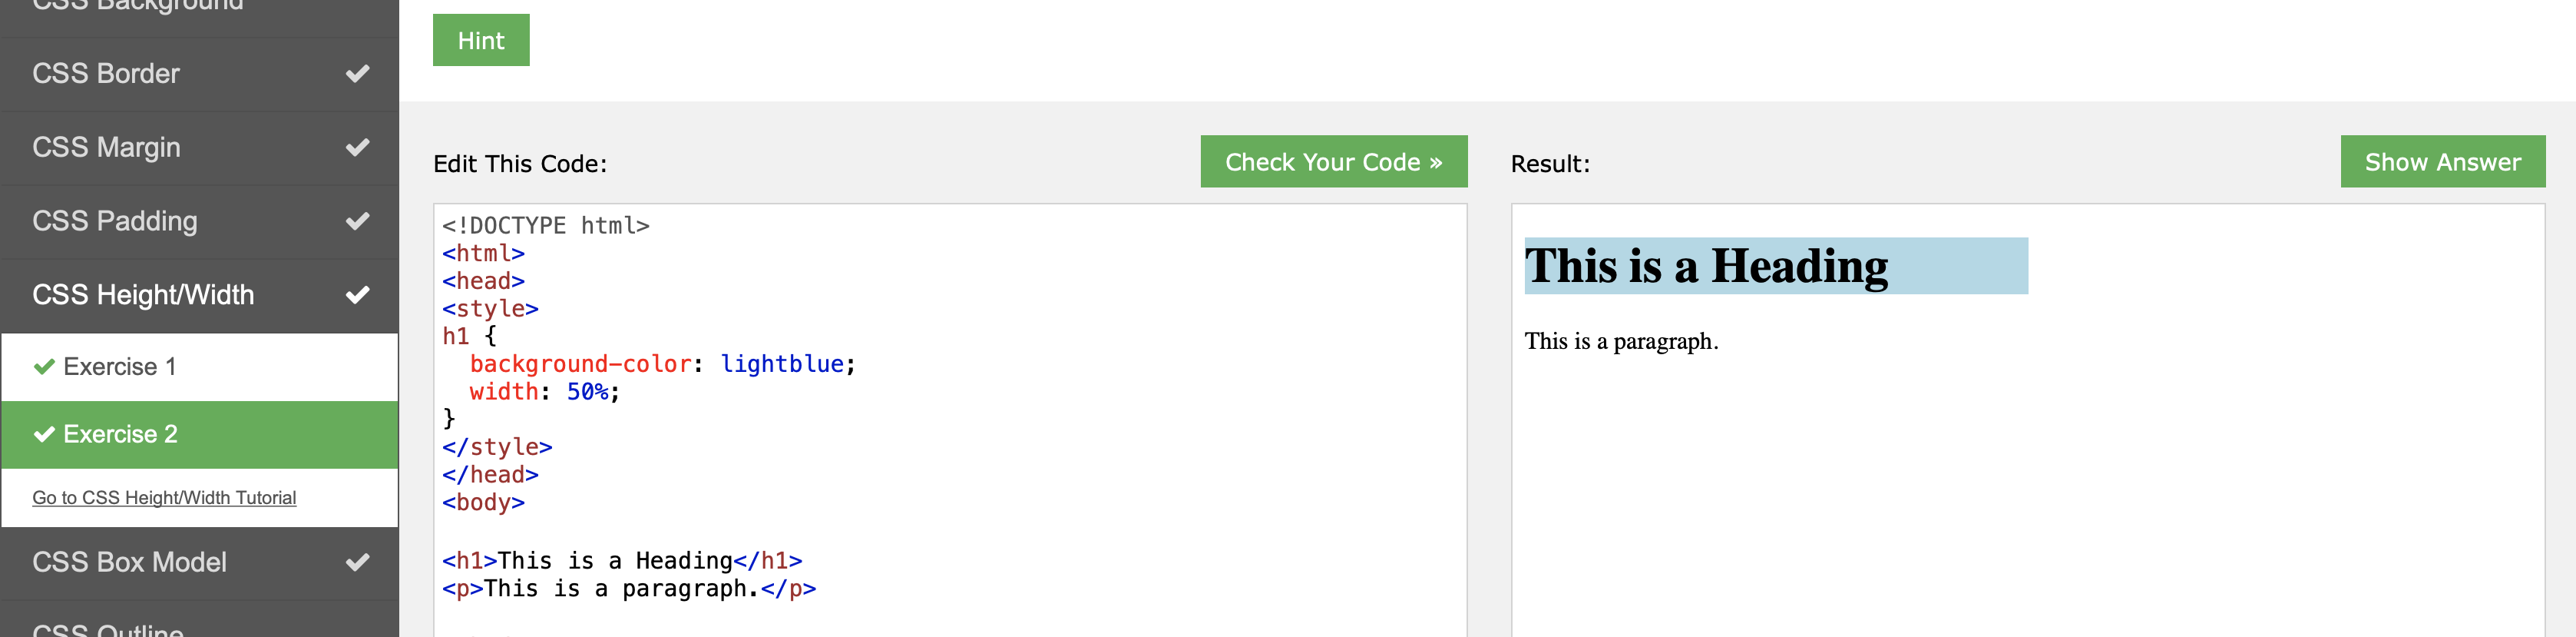 CSS Background
CSS Border
CSS Margin
CSS Padding
CSS Height/Width
Exercise 1
Exercise 2
Go to CSS Height/Width Tutorial
CSS Box Model
CSS Outline
Hint
Edit This Code:
Check Your Code »
<!DOCTYPE html>
<html>
<head>
<style>
h1 {
  background-color: lightblue;
  width: 50%;
}
</style>
</head>
<body>

<h1>This is a Heading</h1>
<p>This is a paragraph.</p>
Result:
Show Answer
This is a Heading
This is a paragraph.